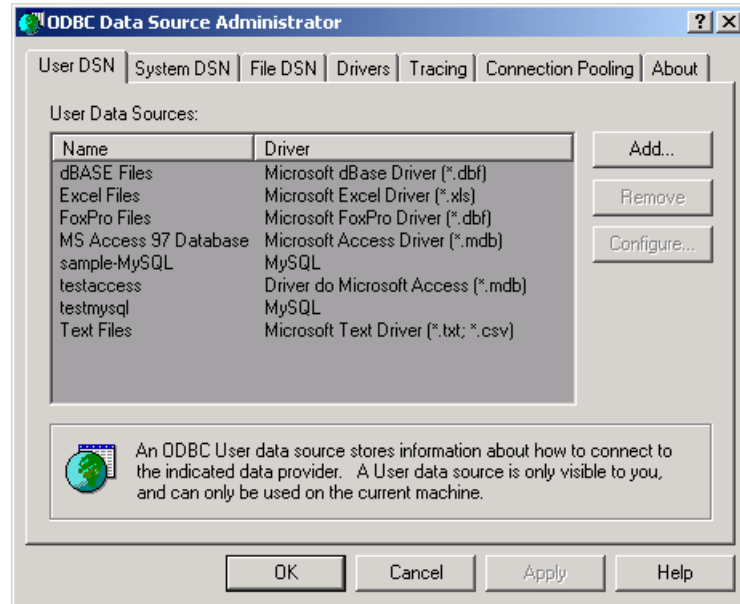 ODBC Data Source Administrator
User DSN System DSN File DSN Drivers Tracing Connection Pooling About
User Data Sources:
Name Driver
dBASE Files Microsoft dBase Driver (*.dbf)
Excel Files Microsoft Excel Driver (*.xls)
FoxPro Files Microsoft FoxPro Driver (*.dbf)
MS Access 97 Database Microsoft Access Driver (*.mdb)
sample-MySQL MySQL
testaccess Driver do Microsoft Access (*.mdb)
testmysql MySQL
Text Files Microsoft Text Driver (*.txt; *.csv)
Add...
Remove
Configure...
An ODBC User data source stores information about how to connect to
the indicated data provider. A User data source is only visible to you,
and can only be used on the current machine.
OK Cancel Apply Help